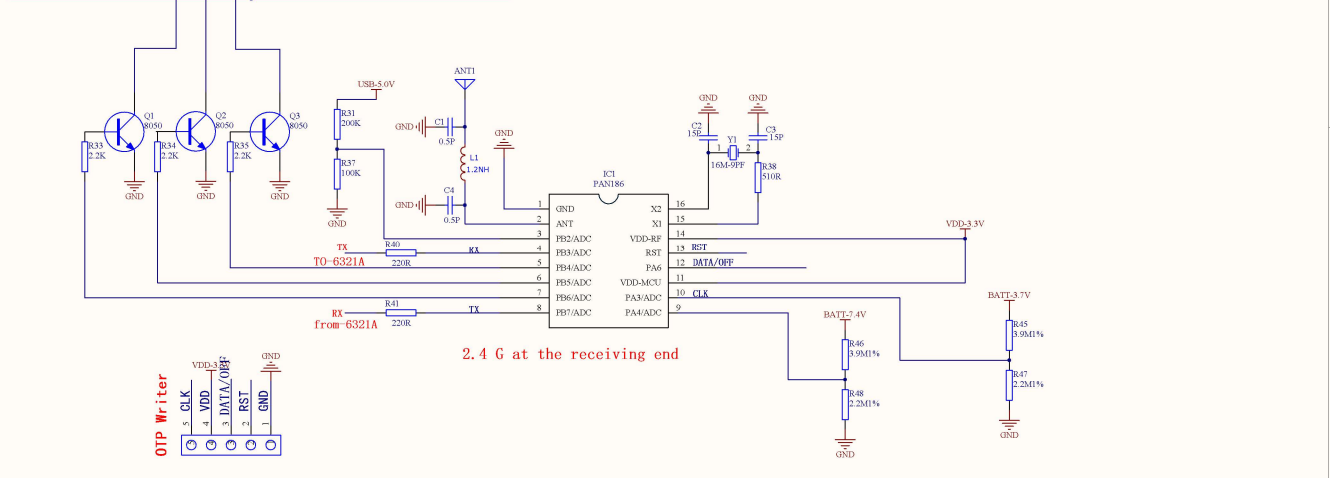 Q1
8050
Q2
8050
Q3
8050
R33
2.2K
R34
2.2K
R35
2.2K
GND
GND
GND
USB-5.0V
R31
200K
R37
100K
GND
ANT1
GND
C1
0.5P
L1
1.2NH
GND
C4
0.5P
GND
GND
GND
C2
15P
C3
15P
Y1
1
2
16M-9PF
R38
510R
IC1
PAN186
1 GND
2 ANT
3 PB2/ADC
4 PB3/ADC
5 PB4/ADC
6 PB5/ADC
7 PB6/ADC
8 PB7/ADC
X2 16
X1 15
VDD-RF 14
RST 13 RST
PA6 12 DATA/OFF
VDD-MCU 11
PA3/ADC 10 CLK
PA4/ADC 9
TX
R40
220R
RX
TO-6321A
RX
R41
220R
TX
from-6321A
VDD-3.3V
BATT-7.4V
R46
3.9M1%
R48
2.2M1%
GND
BATT-3.7V
R45
3.9M1%
R47
2.2M1%
GND
2.4 G at the receiving end
OTP Writer
GND
CLK
VDD
DATA/OFF
RST
GND
5
4
3
2
1